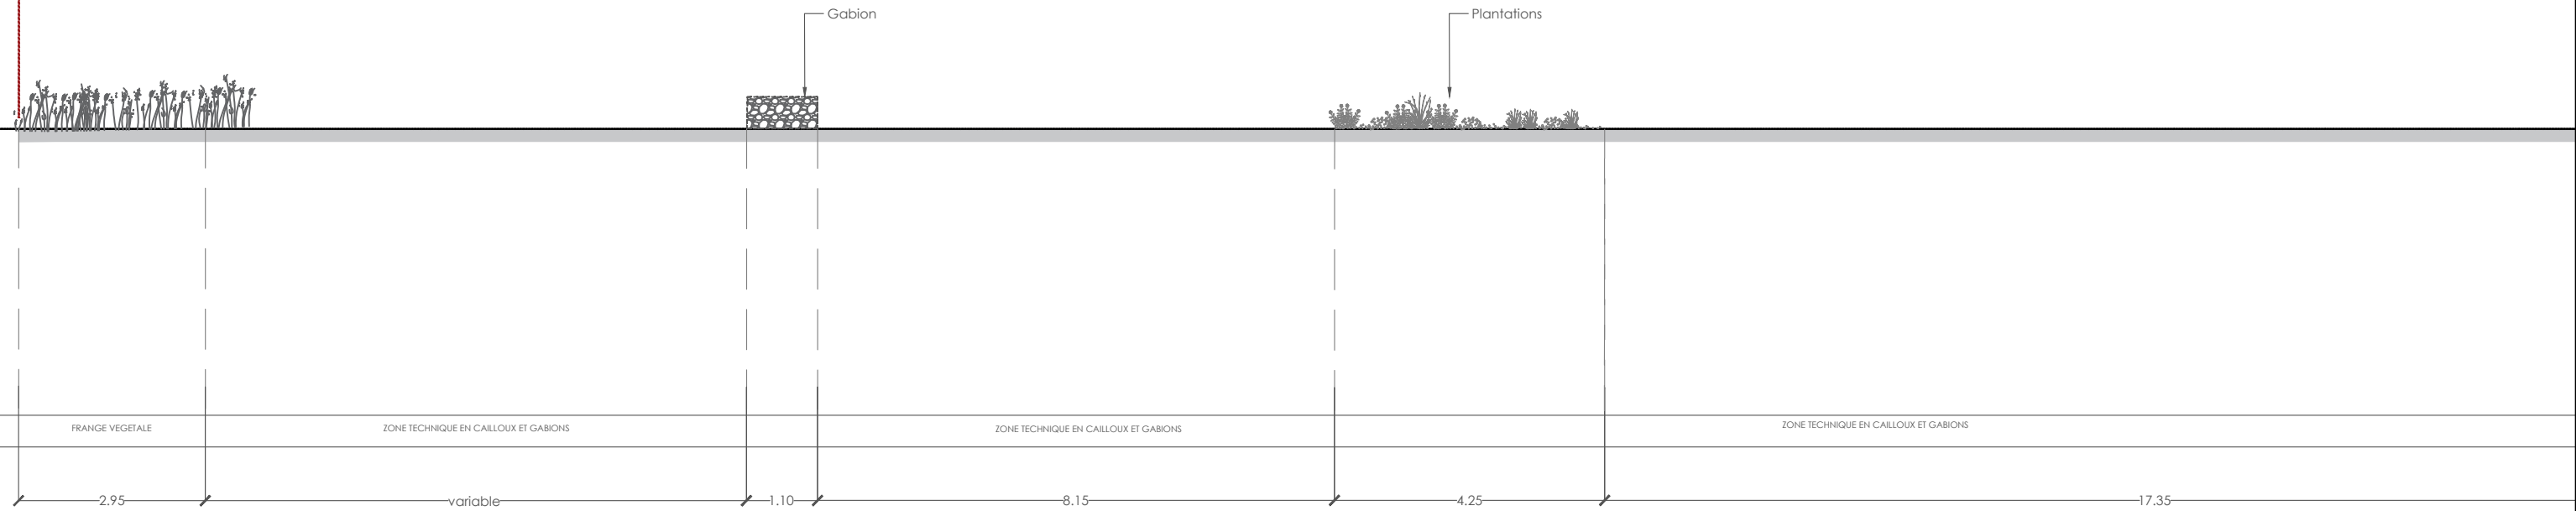 Gabion
Plantations
FRANGE VEGETALE
ZONE TECHNIQUE EN CAILLOUX ET GABIONS
ZONE TECHNIQUE EN CAILLOUX ET GABIONS
ZONE TECHNIQUE EN CAILLOUX ET GABIONS
2.95
variable
1.10
8.15
4.25
17.35